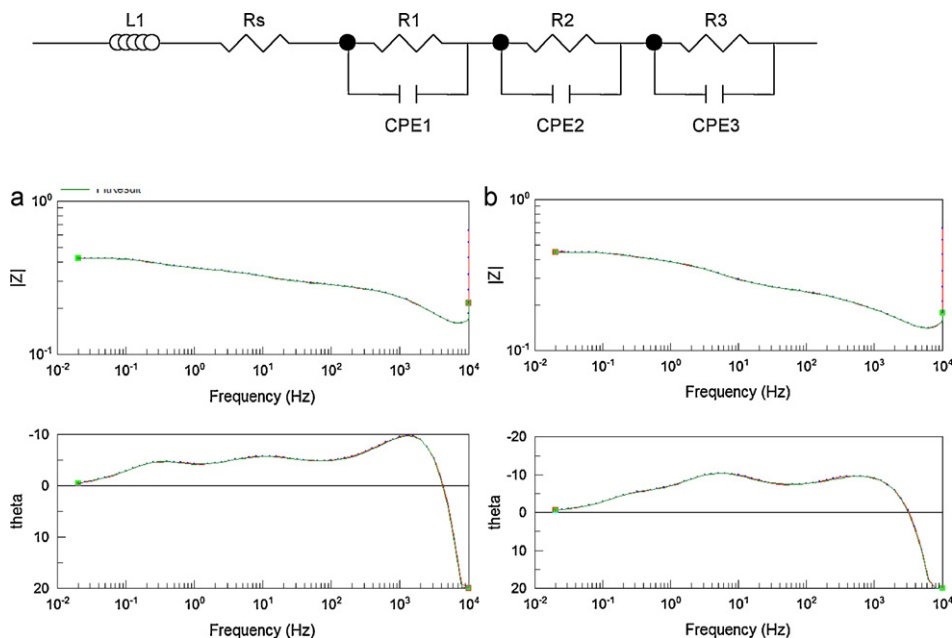 L1 Rs R1 R2 R3
CPE1 CPE2 CPE3
a b
10⁰ 10⁰
|Z| |Z|
10⁻¹ 10⁻¹
10⁻² 10⁻¹ 10⁰ 10¹ 10² 10³ 10⁴ 10⁻² 10⁻¹ 10⁰ 10¹ 10² 10³ 10⁴
Frequency (Hz) Frequency (Hz)
-10 -20
-10
0 0
theta theta
10 10
20 20
10⁻² 10⁻¹ 10⁰ 10¹ 10² 10³ 10⁴ 10⁻² 10⁻¹ 10⁰ 10¹ 10² 10³ 10⁴
Frequency (Hz) Frequency (Hz)